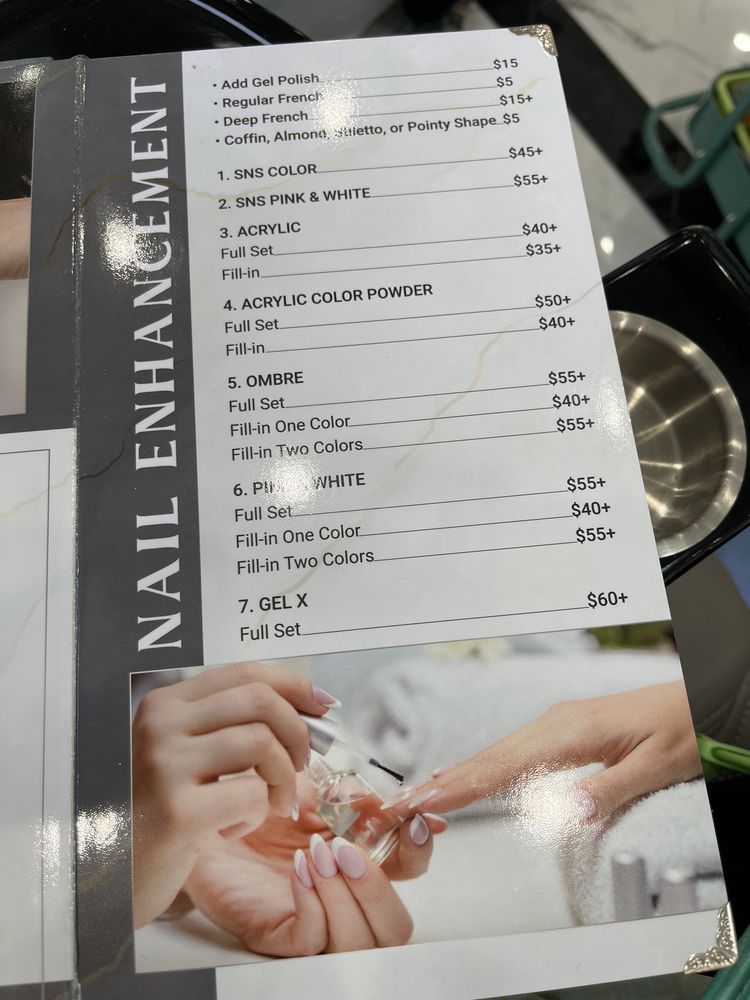 NAIL ENHANCEMENT
• Add Gel Polish $15
• Regular French $5
• Deep French $15+
• Coffin, Almond, Stiletto, or Pointy Shape $5
1. SNS COLOR $45+
2. SNS PINK & WHITE $55+
3. ACRYLIC
Full Set $40+
Fill-in $35+
4. ACRYLIC COLOR POWDER
Full Set $50+
Fill-in $40+
5. OMBRE
Full Set $55+
Fill-in One Color $40+
Fill-in Two Colors $55+
6. PINK & WHITE
Full Set $55+
Fill-in One Color $40+
Fill-in Two Colors $55+
7. GEL X
Full Set $60+